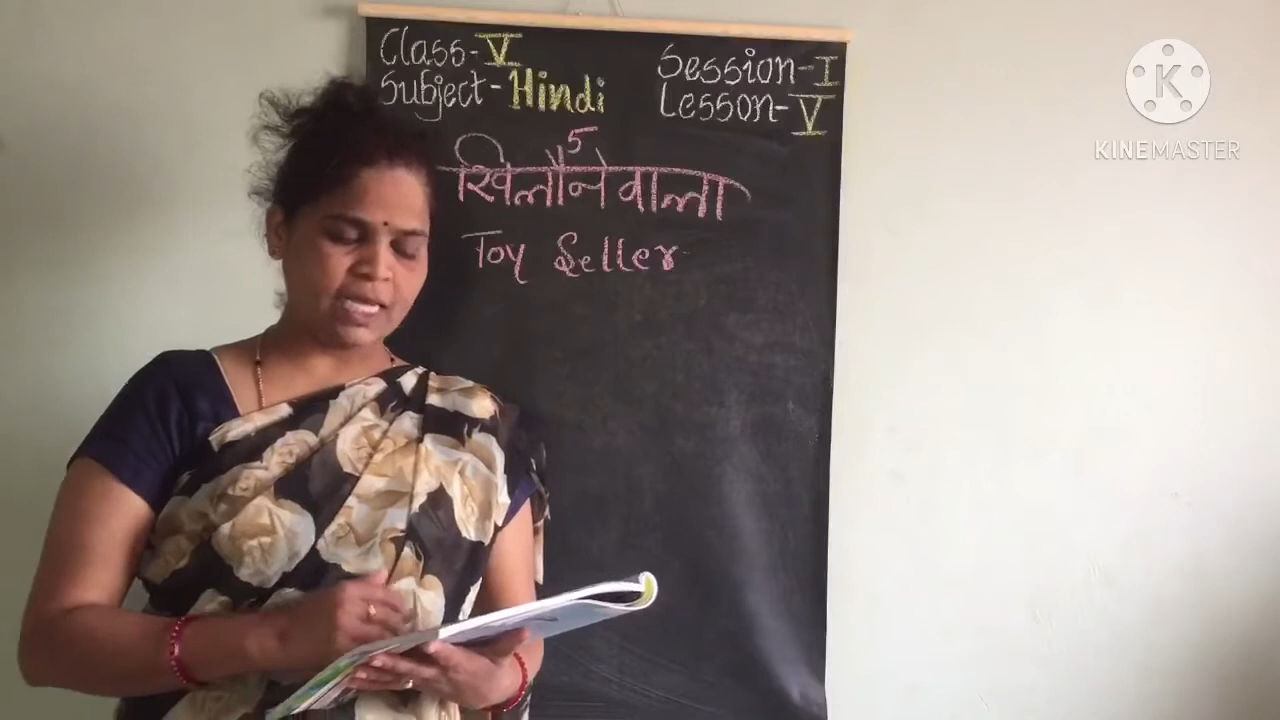 Class-V
Subject-Hindi
Session-I
Lesson-V
5
खिलौनेवाला
Toy Seller
K
KINEMASTER